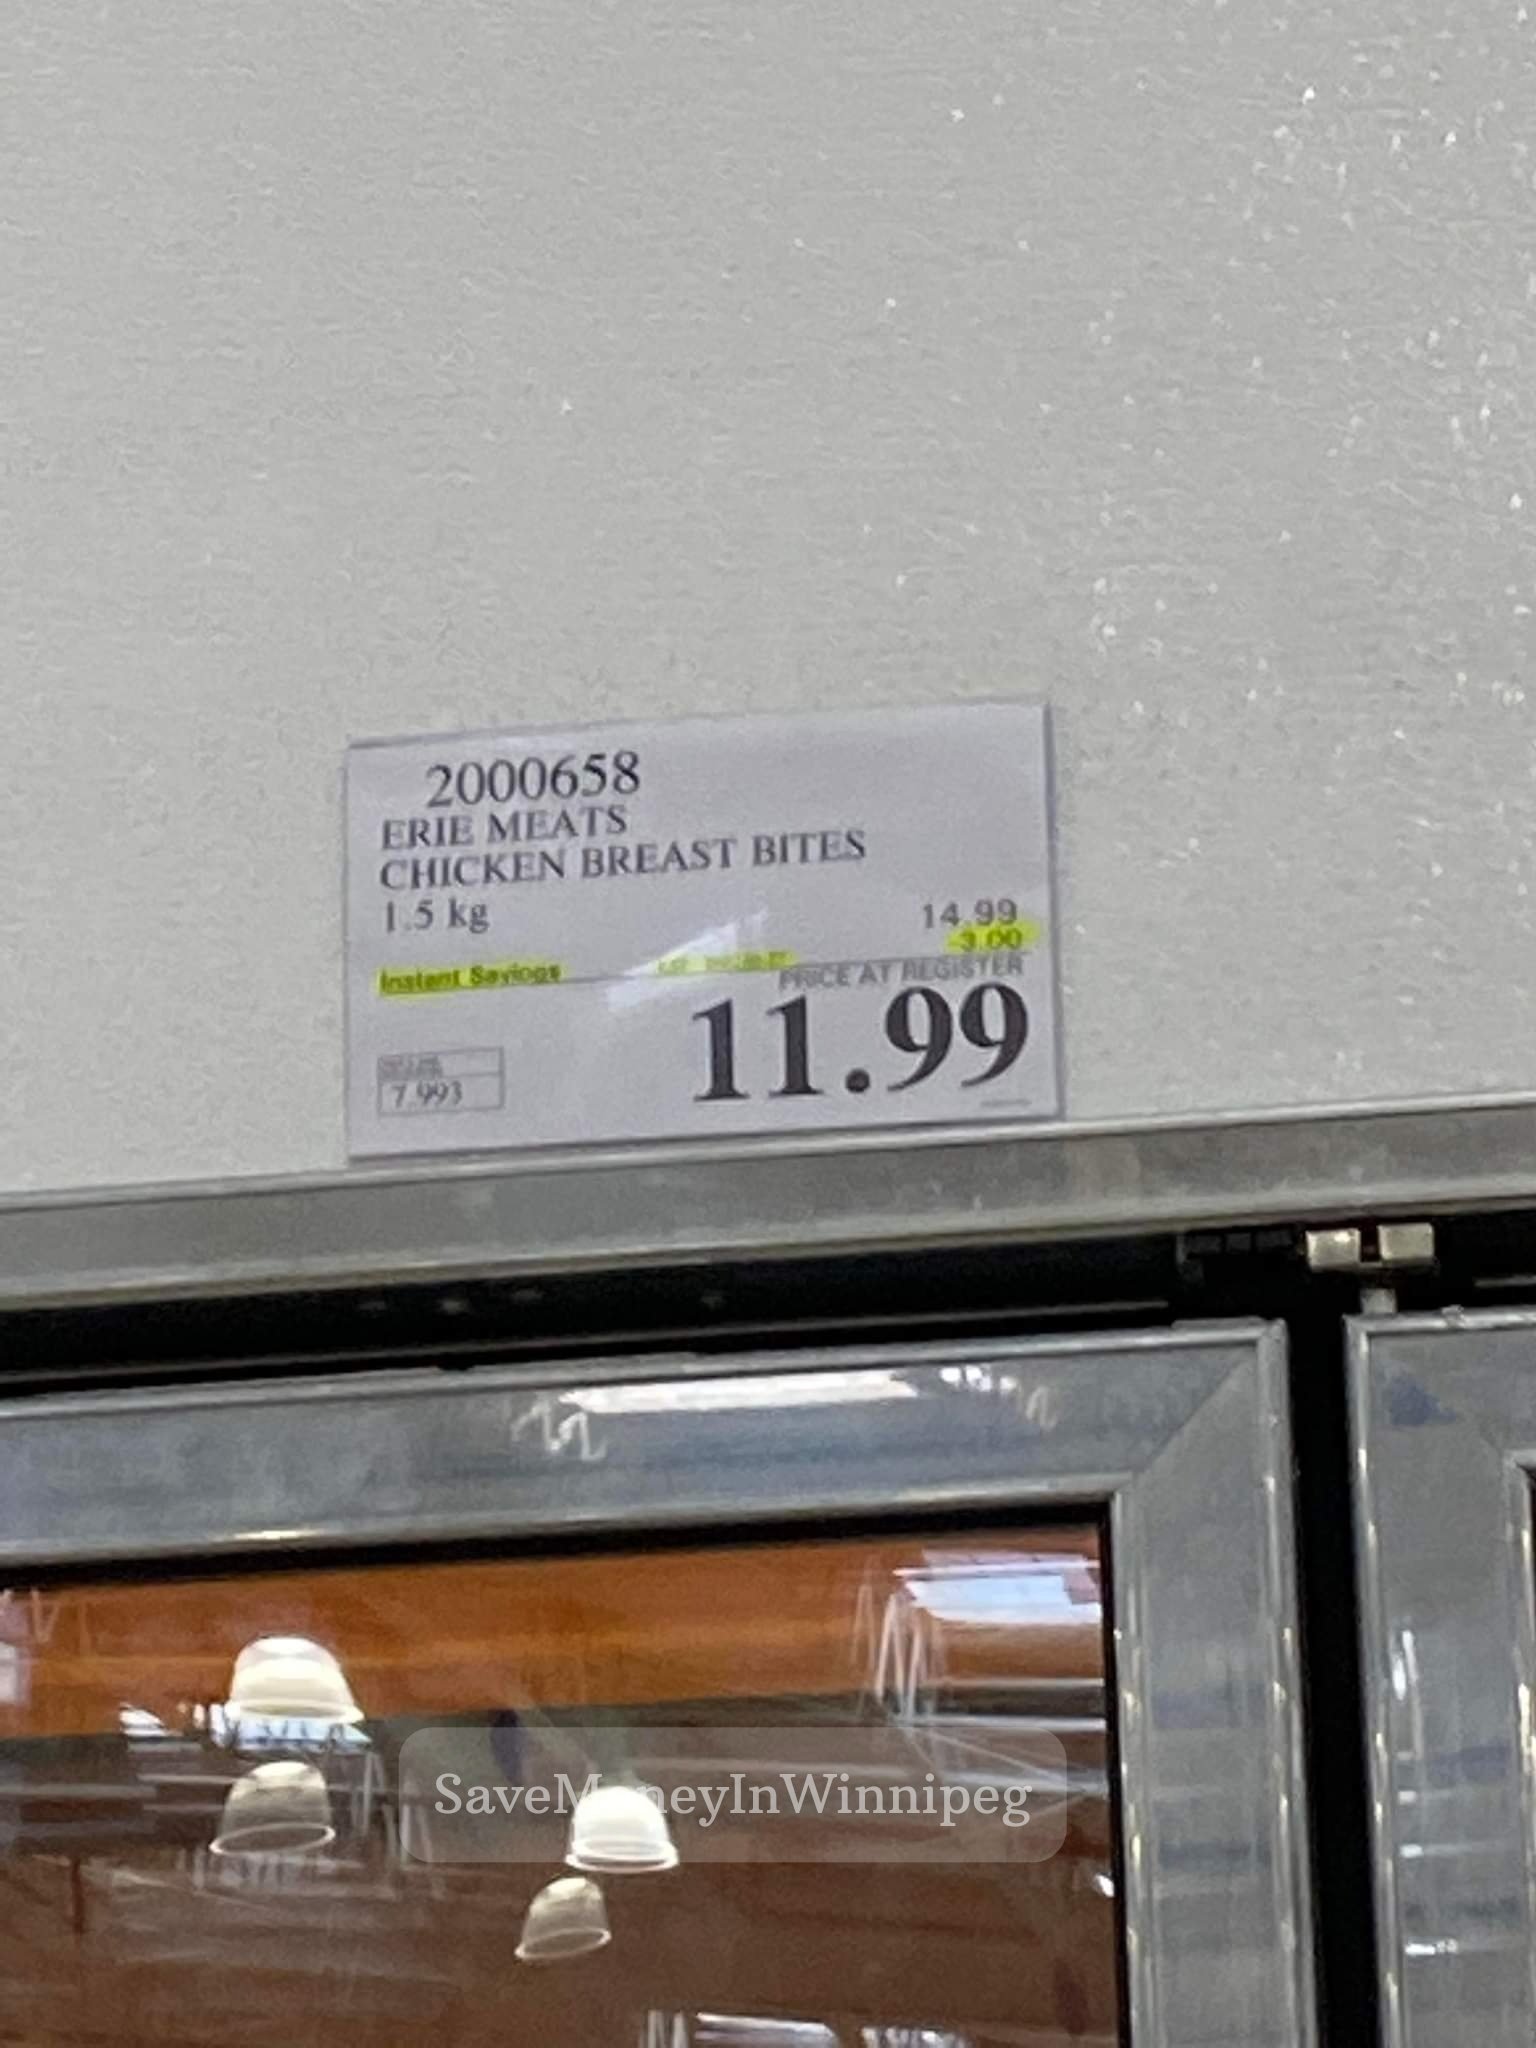 2000658
ERIE MEATS
CHICKEN BREAST BITES
1.5 kg
14.99
Instant Savings
3.00
PRICE AT REGISTER
7.993
11.99
SaveMoneyInWinnipeg